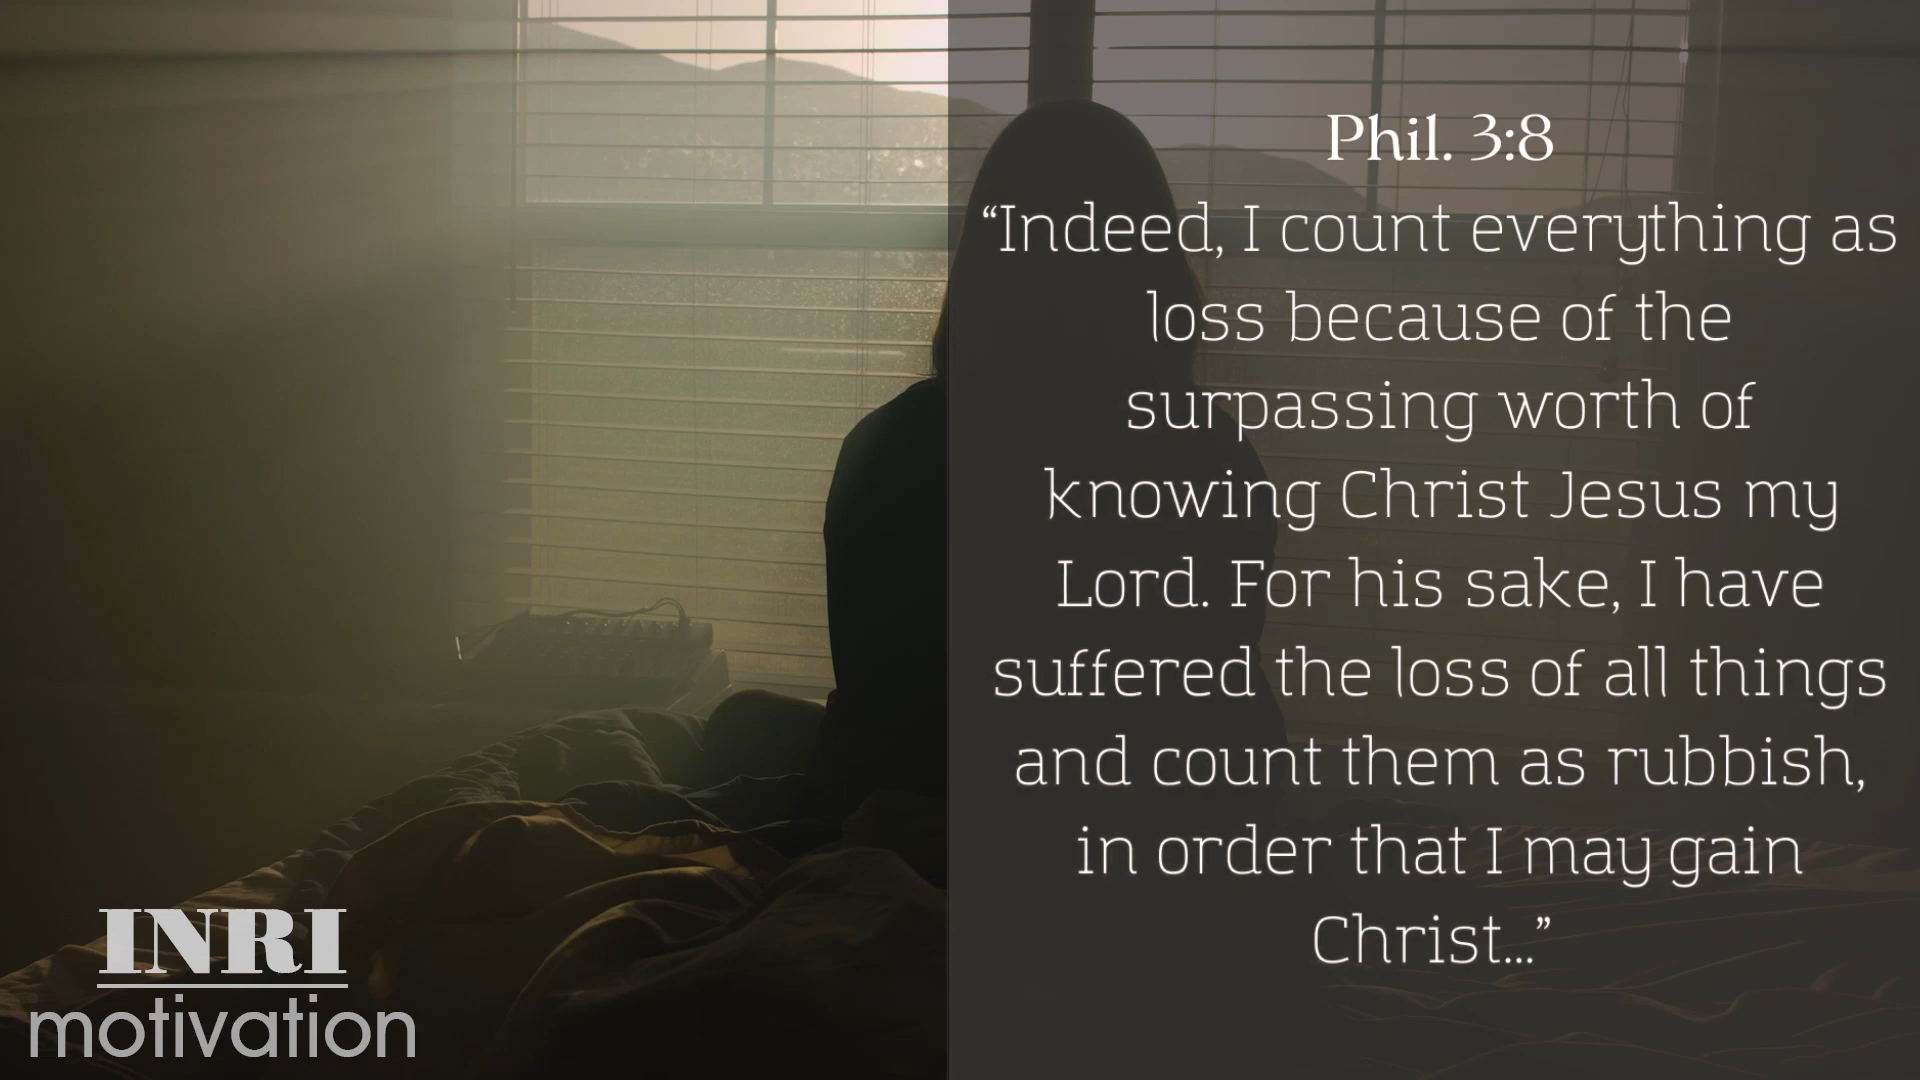 Phil. 3:8
“Indeed, I count everything as
loss because of the
surpassing worth of
knowing Christ Jesus my
Lord. For his sake, I have
suffered the loss of all things
and count them as rubbish,
in order that I may gain
Christ...”
INRI
motivation